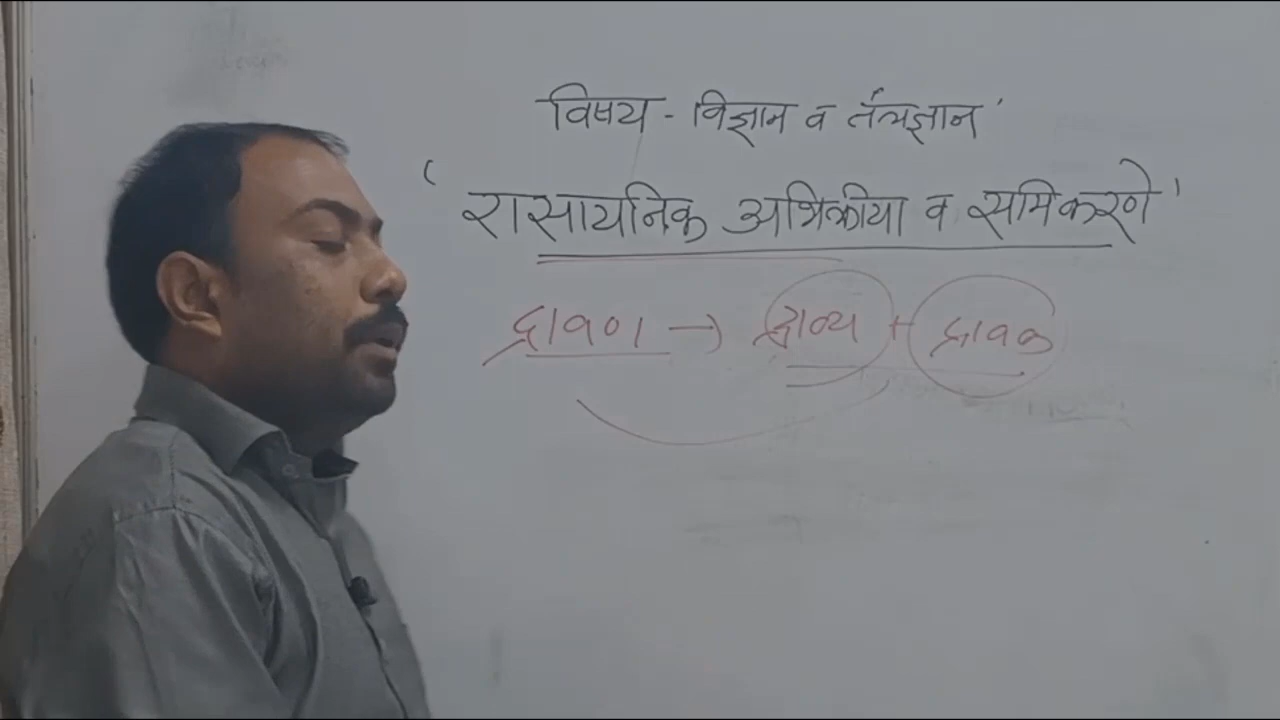 विषय - विज्ञान व तंत्रज्ञान'
'रासायनिक अभिक्रीया व समिकरणे'
द्रावण → द्राव्य + द्रावक